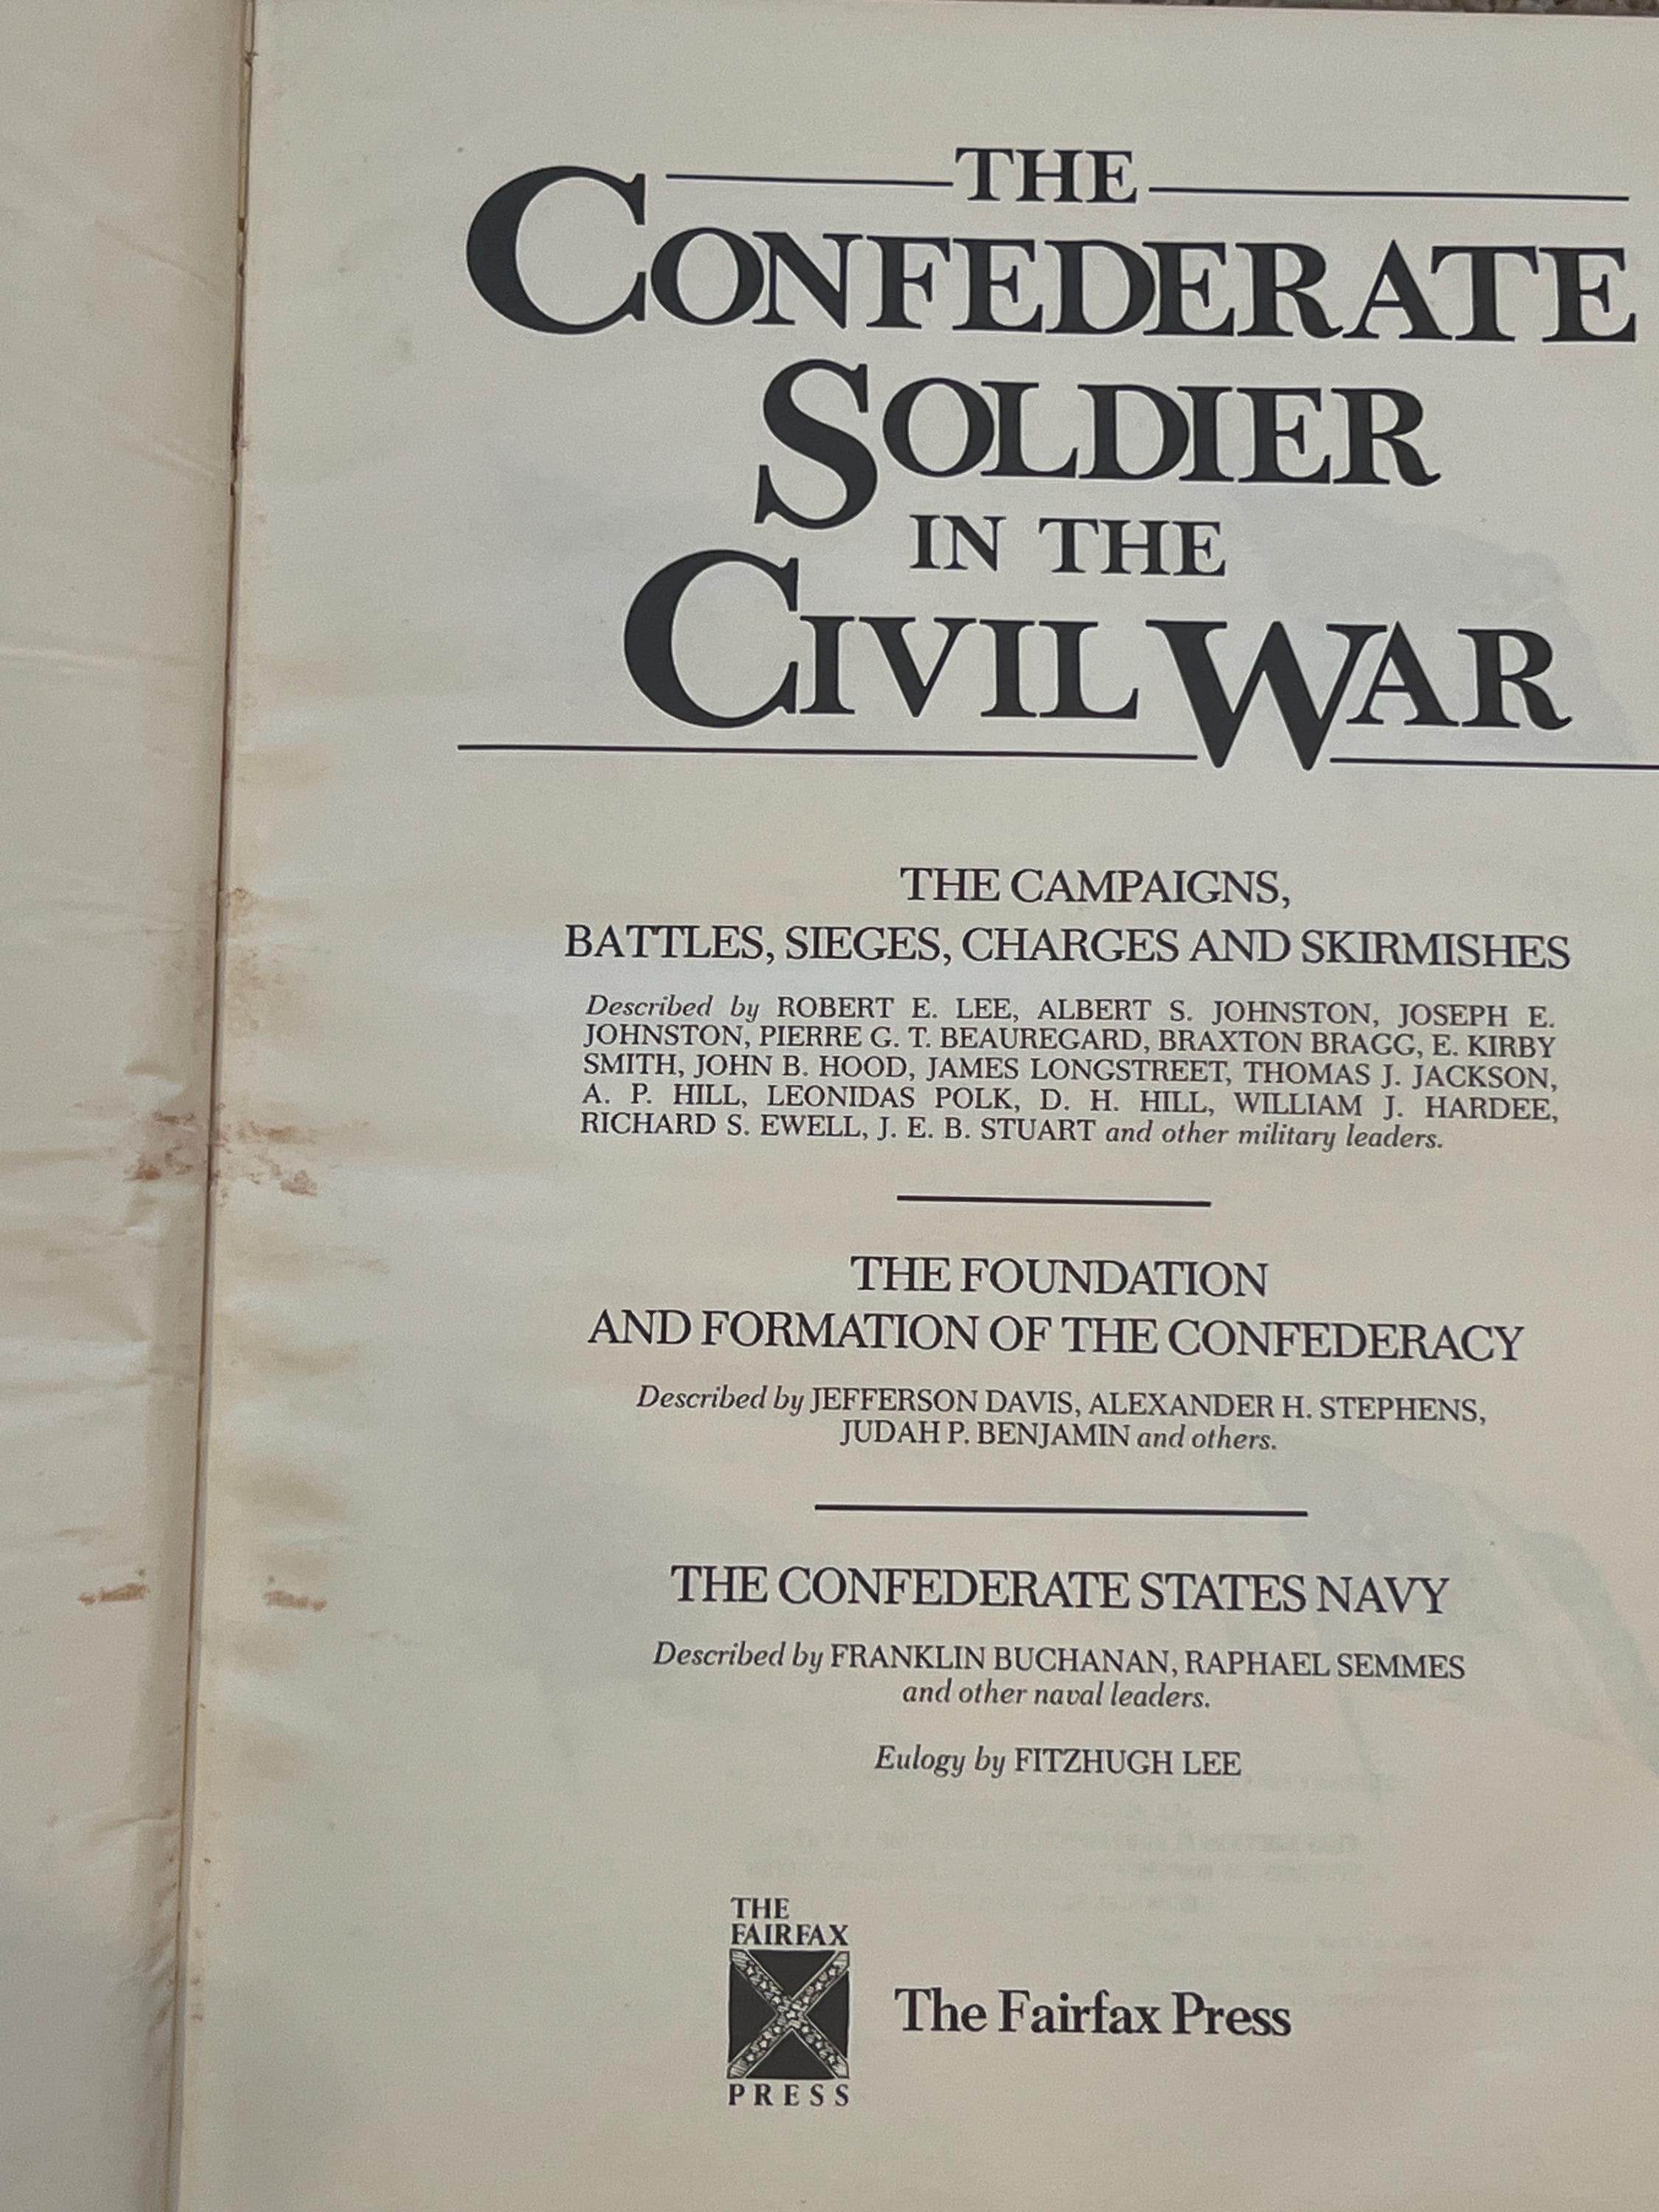 THE
CONFEDERATE
SOLDIER
IN THE
CIVIL WAR
THE CAMPAIGNS,
BATTLES, SIEGES, CHARGES AND SKIRMISHES
Described by ROBERT E. LEE, ALBERT S. JOHNSTON, JOSEPH E.
JOHNSTON, PIERRE G. T. BEAUREGARD, BRAXTON BRAGG, E. KIRBY
SMITH, JOHN B. HOOD, JAMES LONGSTREET, THOMAS J. JACKSON,
A. P. HILL, LEONIDAS POLK, D. H. HILL, WILLIAM J. HARDEE,
RICHARD S. EWELL, J. E. B. STUART and other military leaders.
THE FOUNDATION
AND FORMATION OF THE CONFEDERACY
Described by JEFFERSON DAVIS, ALEXANDER H. STEPHENS,
JUDAH P. BENJAMIN and others.
THE CONFEDERATE STATES NAVY
Described by FRANKLIN BUCHANAN, RAPHAEL SEMMES
and other naval leaders.
Eulogy by FITZHUGH LEE
THE
FAIRFAX
PRESS
The Fairfax Press